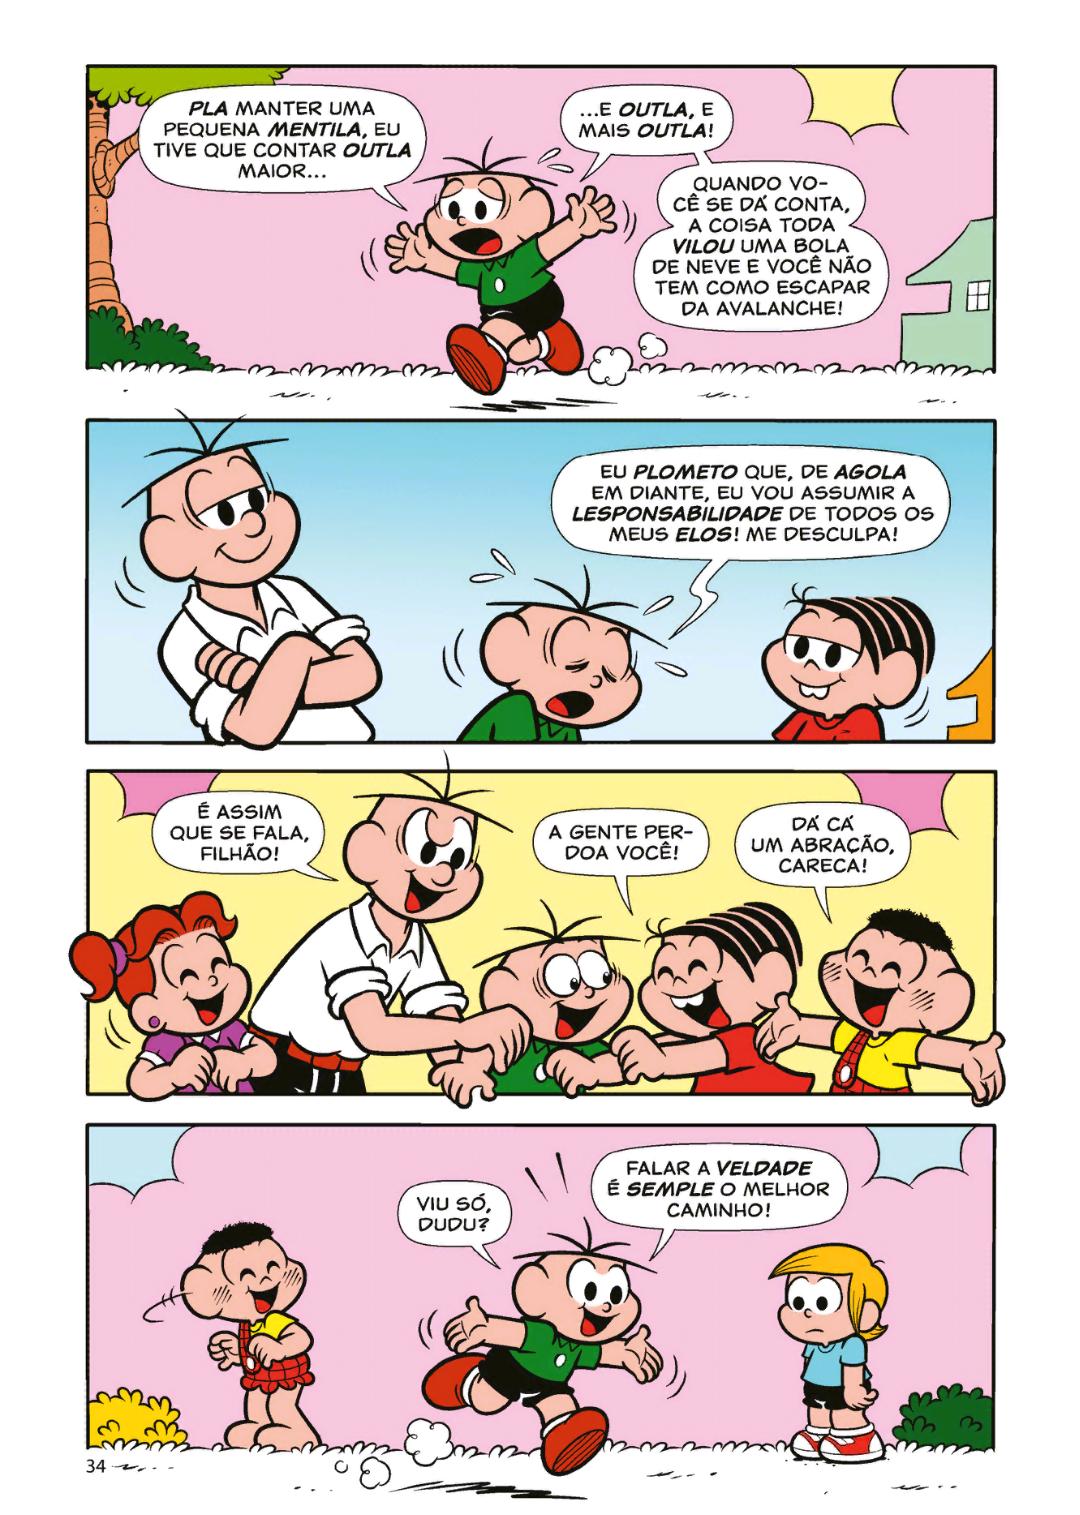 PLA MANTER UMA
PEQUENA MENTILA, EU
TIVE QUE CONTAR OUTLA
MAIOR...
...E OUTLA, E
MAIS OUTLA!
QUANDO VO-
CÊ SE DÁ CONTA,
A COISA TODA
VILOU UMA BOLA
DE NEVE E VOCÊ NÃO
TEM COMO ESCAPAR
DA AVALANCHE!
EU PLOMETO QUE, DE AGOLA
EM DIANTE, EU VOU ASSUMIR A
LESPONSABILIDADE DE TODOS OS
MEUS ELOS! ME DESCULPA!
É ASSIM
QUE SE FALA,
FILHÃO!
A GENTE PER-
DOA VOCÊ!
DÁ CÁ
UM ABRAÇÃO,
CARECA!
VIU SÓ,
DUDU?
FALAR A VELDADE
É SEMPLE O MELHOR
CAMINHO!
34